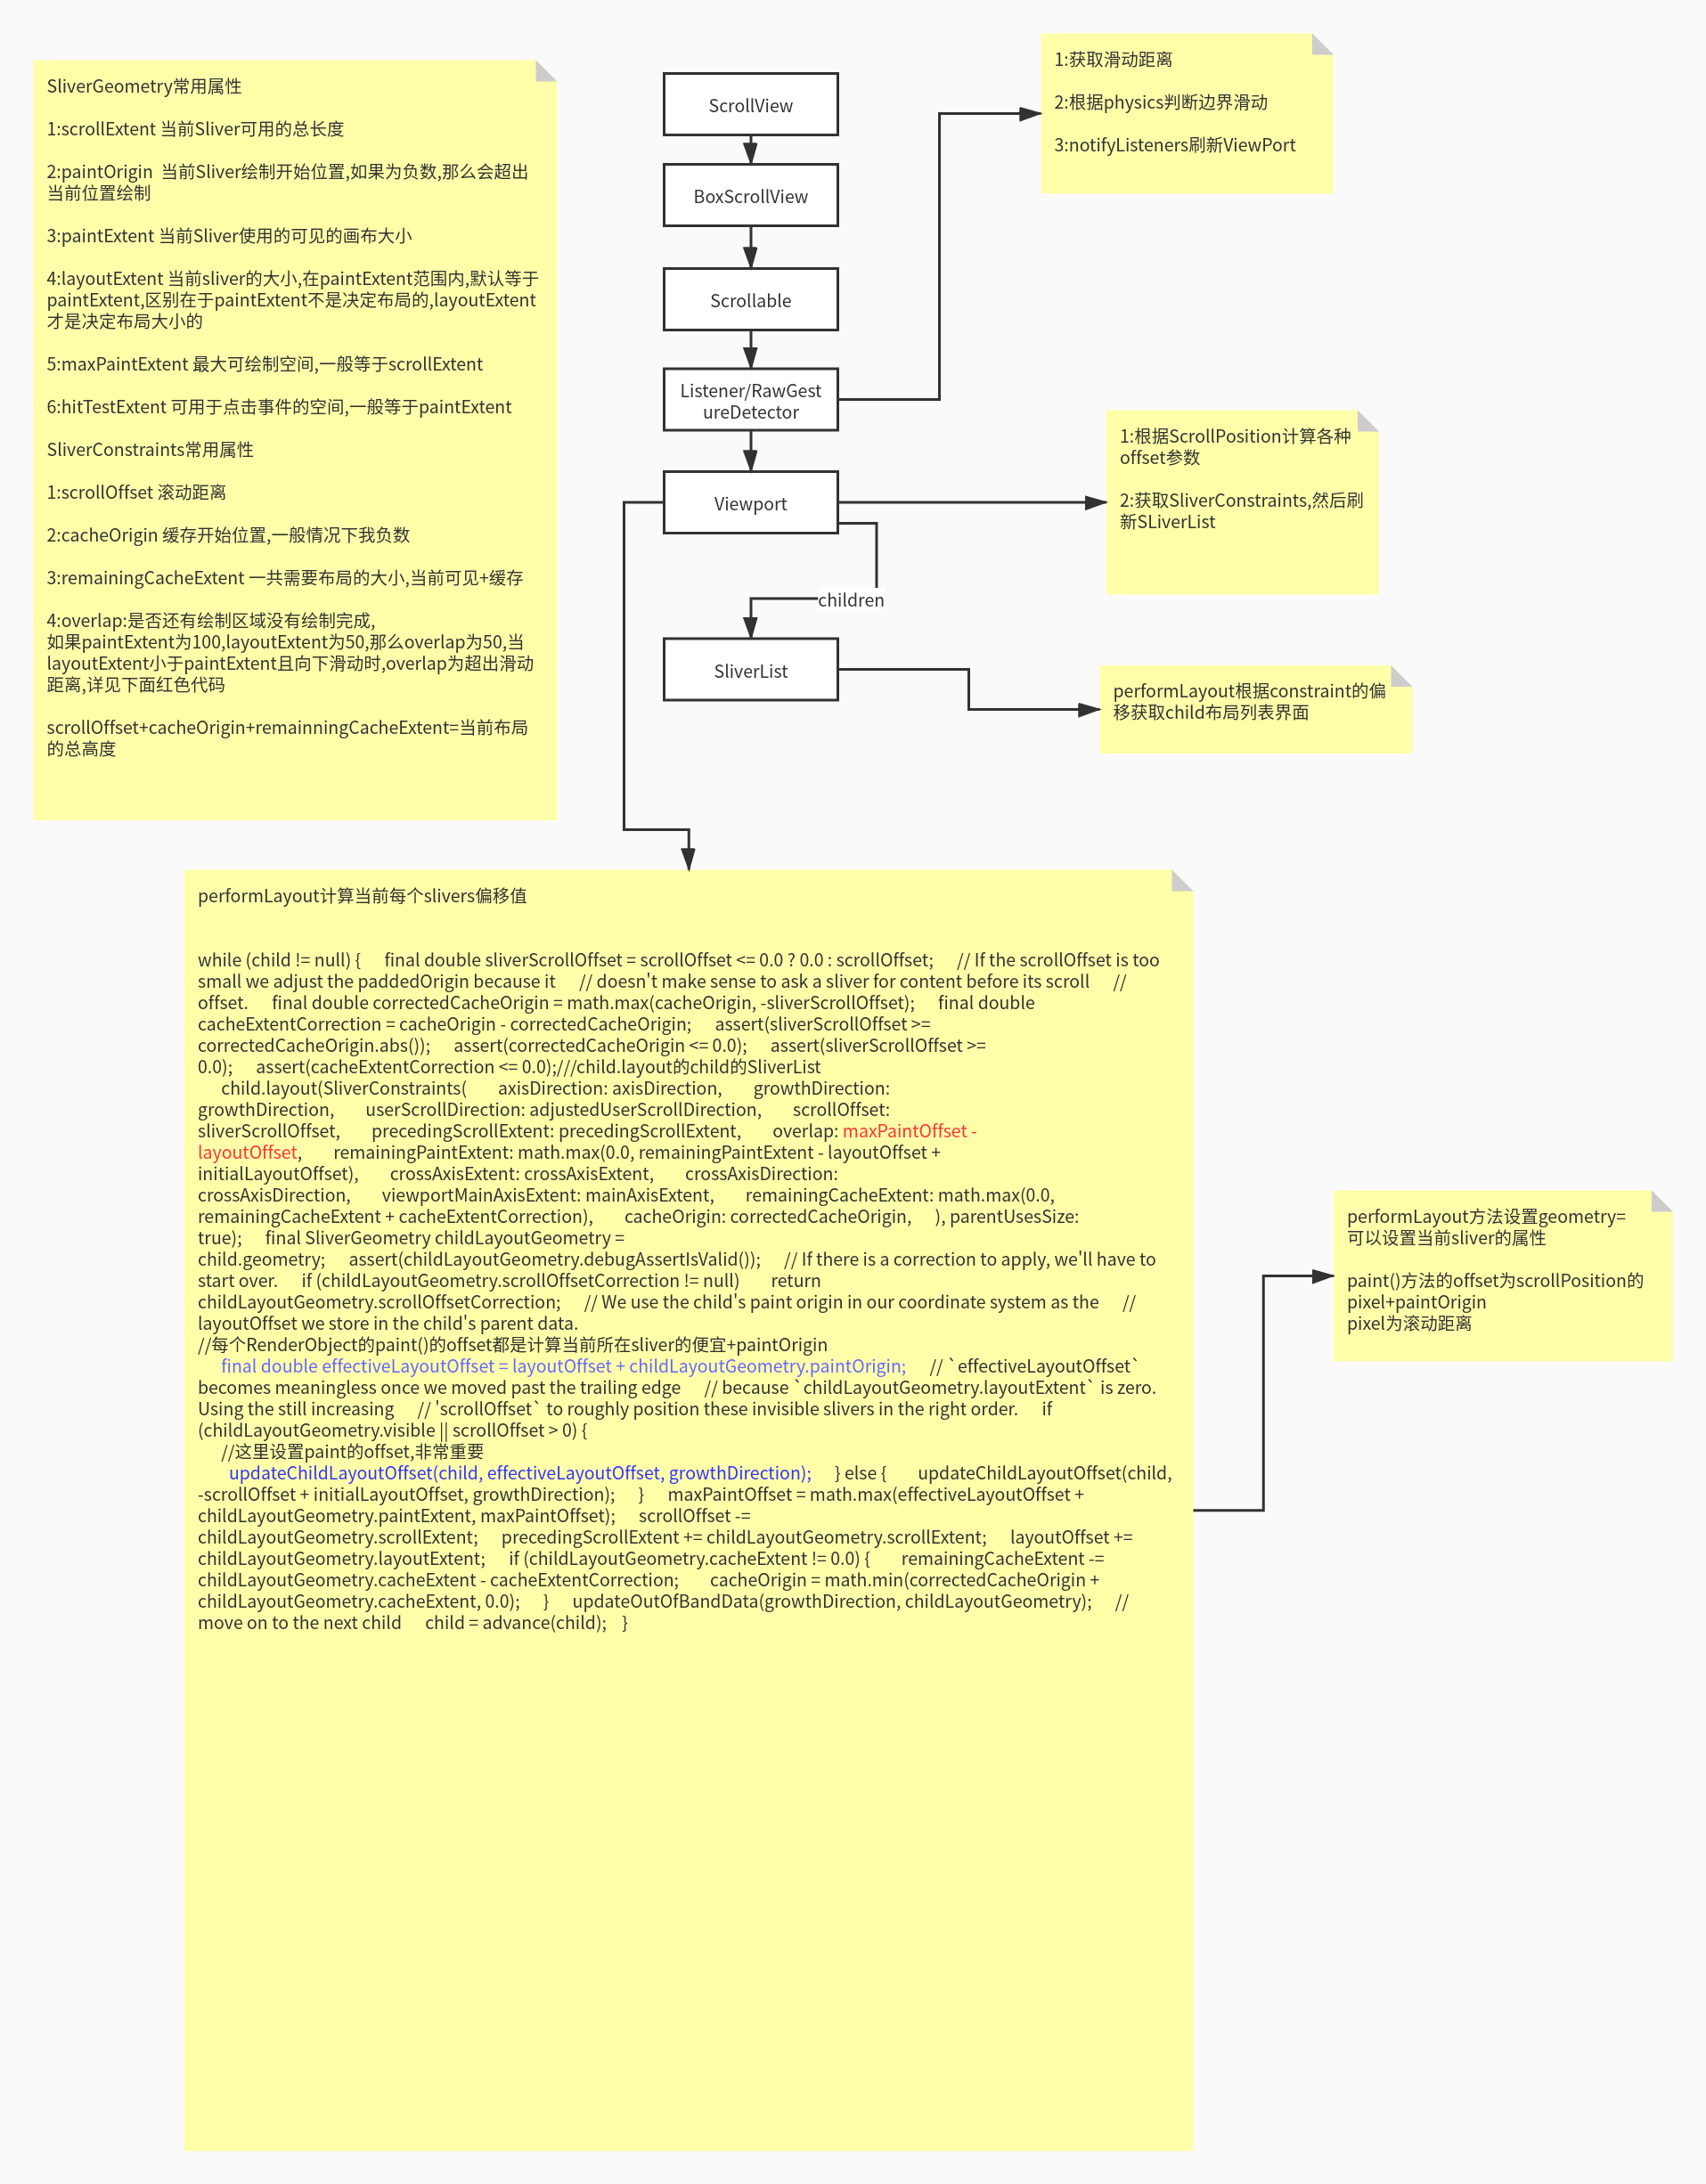 SliverGeometry常用属性
1:scrollExtent 当前Sliver可用的总长度
2:paintOrigin  当前Sliver绘制开始位置,如果为负数,那么会超出
当前位置绘制
3:paintExtent 当前Sliver使用的可见的画布大小
4:layoutExtent 当前sliver的大小,在paintExtent范围内,默认等于
paintExtent,区别在于paintExtent不是决定布局的,layoutExtent
才是决定布局大小的
5:maxPaintExtent 最大可绘制空间,一般等于scrollExtent
6:hitTestExtent 可用于点击事件的空间,一般等于paintExtent
SliverConstraints常用属性
1:scrollOffset 滚动距离
2:cacheOrigin 缓存开始位置,一般情况下我负数
3:remainingCacheExtent 一共需要布局的大小,当前可见+缓存
4:overlap:是否还有绘制区域没有绘制完成,
如果paintExtent为100,layoutExtent为50,那么overlap为50,当
layoutExtent小于paintExtent且向下滑动时,overlap为超出滑动
距离,详见下面红色代码
scrollOffset+cacheOrigin+remainningCacheExtent=当前布局
的总高度
ScrollView
BoxScrollView
Scrollable
Listener/RawGest
ureDetector
Viewport
children
SliverList
1:获取滑动距离
2:根据physics判断边界滑动
3:notifyListeners刷新ViewPort
1:根据ScrollPosition计算各种
offset参数
2:获取SliverConstraints,然后刷
新SLiverList
performLayout根据constraint的偏
移获取child布局列表界面
performLayout计算当前每个slivers偏移值
while (child != null) {      final double sliverScrollOffset = scrollOffset <= 0.0 ? 0.0 : scrollOffset;      // If the scrollOffset is too
small we adjust the paddedOrigin because it      // doesn't make sense to ask a sliver for content before its scroll      //
offset.      final double correctedCacheOrigin = math.max(cacheOrigin, -sliverScrollOffset);      final double
cacheExtentCorrection = cacheOrigin - correctedCacheOrigin;      assert(sliverScrollOffset >=
correctedCacheOrigin.abs());      assert(correctedCacheOrigin <= 0.0);      assert(sliverScrollOffset >=
0.0);      assert(cacheExtentCorrection <= 0.0);///child.layout的child的SliverList
child.layout(SliverConstraints(        axisDirection: axisDirection,        growthDirection:
growthDirection,        userScrollDirection: adjustedUserScrollDirection,        scrollOffset:
sliverScrollOffset,        precedingScrollExtent: precedingScrollExtent,        overlap: maxPaintOffset -
layoutOffset,        remainingPaintExtent: math.max(0.0, remainingPaintExtent - layoutOffset +
initialLayoutOffset),        crossAxisExtent: crossAxisExtent,        crossAxisDirection:
crossAxisDirection,        viewportMainAxisExtent: mainAxisExtent,        remainingCacheExtent: math.max(0.0,
remainingCacheExtent + cacheExtentCorrection),        cacheOrigin: correctedCacheOrigin,      ), parentUsesSize:
true);      final SliverGeometry childLayoutGeometry =
child.geometry;      assert(childLayoutGeometry.debugAssertIsValid());      // If there is a correction to apply, we'll have to
start over.      if (childLayoutGeometry.scrollOffsetCorrection != null)        return
childLayoutGeometry.scrollOffsetCorrection;      // We use the child's paint origin in our coordinate system as the      //
layoutOffset we store in the child's parent data.
//每个RenderObject的paint()的offset都是计算当前所在sliver的便宜+paintOrigin
final double effectiveLayoutOffset = layoutOffset + childLayoutGeometry.paintOrigin;      // `effectiveLayoutOffset`
becomes meaningless once we moved past the trailing edge      // because `childLayoutGeometry.layoutExtent` is zero.
Using the still increasing      // 'scrollOffset` to roughly position these invisible slivers in the right order.      if
(childLayoutGeometry.visible || scrollOffset > 0) {
//这里设置paint的offset,非常重要
updateChildLayoutOffset(child, effectiveLayoutOffset, growthDirection);      } else {        updateChildLayoutOffset(child,
-scrollOffset + initialLayoutOffset, growthDirection);      }      maxPaintOffset = math.max(effectiveLayoutOffset +
childLayoutGeometry.paintExtent, maxPaintOffset);      scrollOffset -=
childLayoutGeometry.scrollExtent;      precedingScrollExtent += childLayoutGeometry.scrollExtent;      layoutOffset +=
childLayoutGeometry.layoutExtent;      if (childLayoutGeometry.cacheExtent != 0.0) {        remainingCacheExtent -=
childLayoutGeometry.cacheExtent - cacheExtentCorrection;        cacheOrigin = math.min(correctedCacheOrigin +
childLayoutGeometry.cacheExtent, 0.0);      }      updateOutOfBandData(growthDirection, childLayoutGeometry);      //
move on to the next child      child = advance(child);    }
performLayout方法设置geometry=
可以设置当前sliver的属性
paint()方法的offset为scrollPosition的
pixel+paintOrigin
pixel为滚动距离